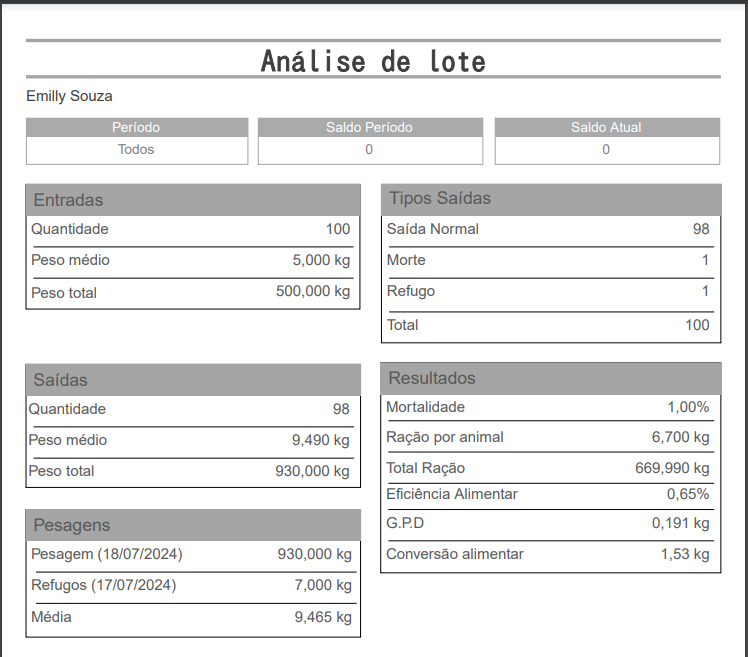 Análise de lote
Emilly Souza
Período Saldo Período Saldo Atual
Todos 0 0
Entradas
Quantidade 100
Peso médio 5,000 kg
Peso total 500,000 kg
Tipos Saídas
Saída Normal 98
Morte 1
Refugo 1
Total 100
Saídas
Quantidade 98
Peso médio 9,490 kg
Peso total 930,000 kg
Resultados
Mortalidade 1,00%
Ração por animal 6,700 kg
Total Ração 669,990 kg
Eficiência Alimentar 0,65%
G.P.D 0,191 kg
Conversão alimentar 1,53 kg
Pesagens
Pesagem (18/07/2024) 930,000 kg
Refugos (17/07/2024) 7,000 kg
Média 9,465 kg